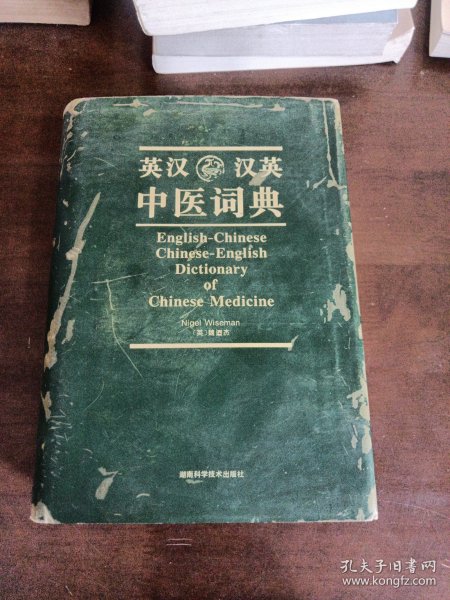 英汉 汉英
中医词典
English-Chinese
Chinese-English
Dictionary
of
Chinese Medicine
Nigel Wiseman
(英)魏迺杰
湖南科学技术出版社
孔夫子旧书网
www.kongfz.com